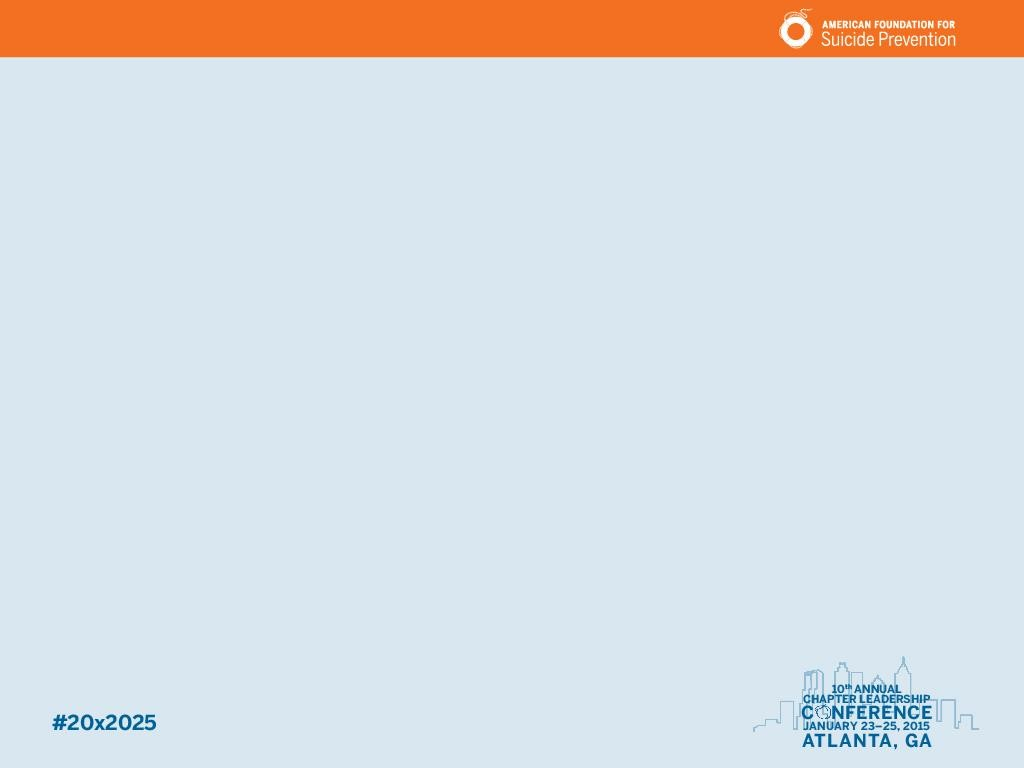 AMERICAN FOUNDATION FOR
Suicide Prevention
#20x2025
10th ANNUAL
CHAPTER LEADERSHIP
CONFERENCE
JANUARY 23–25, 2015
ATLANTA, GA